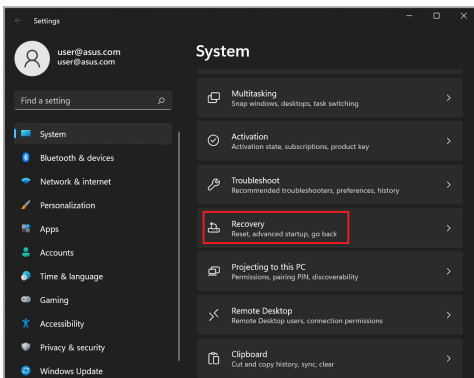 Settings
user@asus.com
user@asus.com
Find a setting
System
Bluetooth & devices
Network & internet
Personalization
Apps
Accounts
Time & language
Gaming
Accessibility
Privacy & security
Windows Update
System
Multitasking
Snap windows, desktops, task switching
Activation
Activation state, subscriptions, product key
Troubleshoot
Recommended troubleshooters, preferences, history
Recovery
Reset, advanced startup, go back
Projecting to this PC
Permissions, pairing PIN, discoverability
Remote Desktop
Remote Desktop users, connection permissions
Clipboard
Cut and copy history, sync, clear